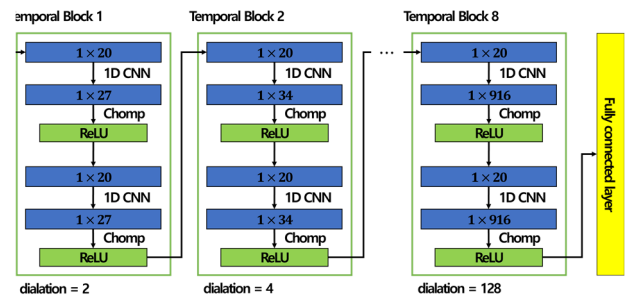 emporal Block 1
1 × 20
1D CNN
1 × 27
Chomp
ReLU
1 × 20
1D CNN
1 × 27
Chomp
ReLU
dialation = 2
Temporal Block 2
1 × 20
1D CNN
1 × 34
Chomp
ReLU
1 × 20
1D CNN
1 × 34
Chomp
ReLU
dialation = 4
...
Temporal Block 8
1 × 20
1D CNN
1 × 916
Chomp
ReLU
1 × 20
1D CNN
1 × 916
Chomp
ReLU
dialation = 128
Fully connected layer